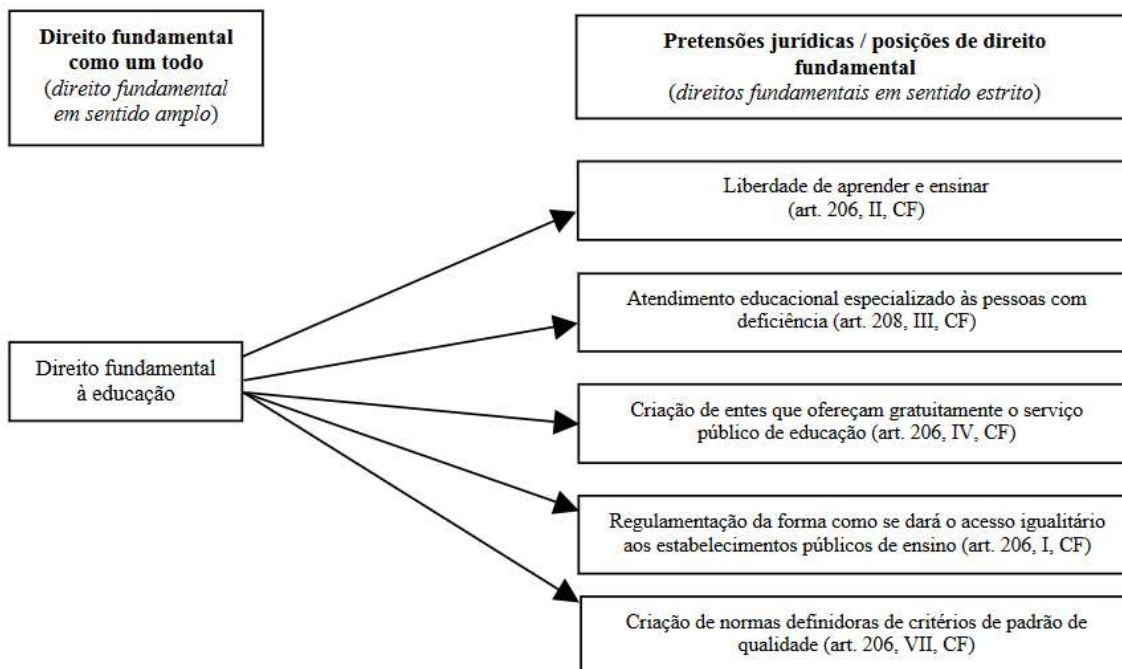 Direito fundamental
como um todo
(direito fundamental
em sentido amplo)
Pretensões jurídicas / posições de direito
fundamental
(direitos fundamentais em sentido estrito)
Direito fundamental
à educação
Liberdade de aprender e ensinar
(art. 206, II, CF)
Atendimento educacional especializado às pessoas com
deficiência (art. 208, III, CF)
Criação de entes que ofereçam gratuitamente o serviço
público de educação (art. 206, IV, CF)
Regulamentação da forma como se dará o acesso igualitário
aos estabelecimentos públicos de ensino (art. 206, I, CF)
Criação de normas definidoras de critérios de padrão de
qualidade (art. 206, VII, CF)